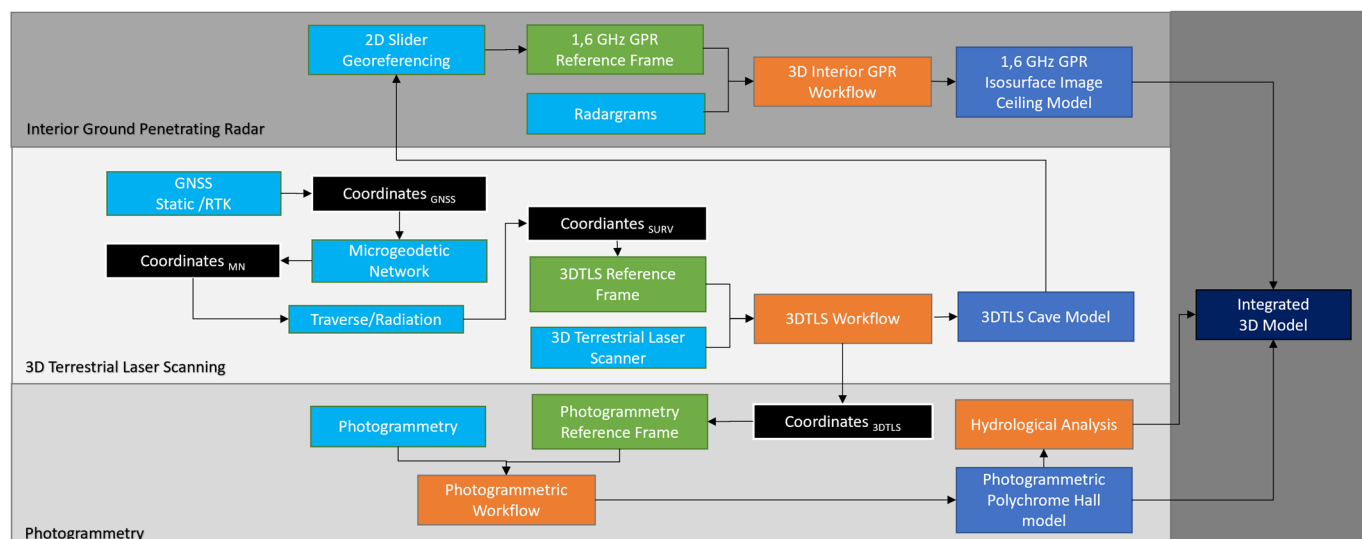 2D Slider
Georeferencing
1,6 GHz GPR
Reference Frame
3D Interior GPR
Workflow
1,6 GHz GPR
Isosurface Image
Ceiling Model
Radargrams
Interior Ground Penetrating Radar
GNSS
Static /RTK
Coordinates GNSS
Coordiantes SURV
Coordinates MN
Microgeodetic
Network
3DTLS Reference
Frame
Traverse/Radiation
3DTLS Workflow
3DTLS Cave Model
Integrated
3D Model
3D Terrestrial Laser
Scanner
3D Terrestrial Laser Scanning
Photogrammetry
Photogrammetry
Reference Frame
Coordinates 3DTLS
Hydrological Analysis
Photogrammetric
Workflow
Photogrammetric
Polychrome Hall
model
Photogrammetry